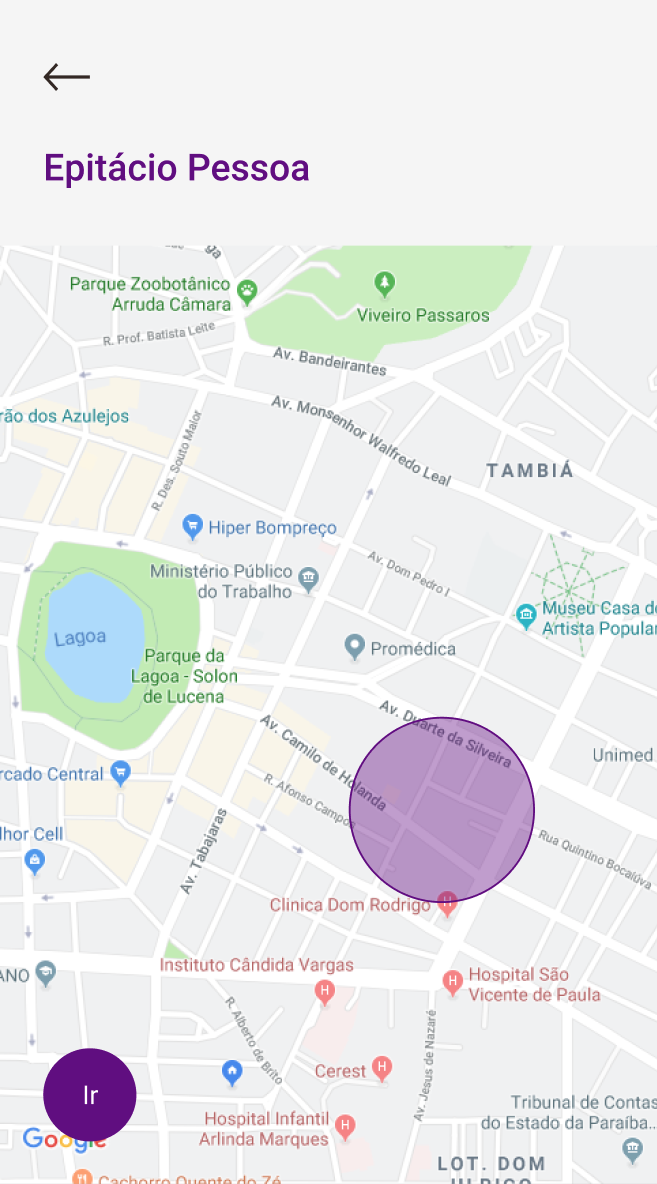 Epitácio Pessoa
Parque Zoobotânico
Arruda Câmara
Viveiro Passaros
R. Prof. Batista Leite
Av. Bandeirantes
Av. Monsenhor Walfredo Leal
rão dos Azulejos
R. Des. Souto Maior
TAMBIÁ
Hiper Bompreço
Ministério Público
do Trabalho
Av. Dom Pedro I
Museu Casa do
Artista Popular
Lagoa
Promédica
Parque da
Lagoa - Solon
de Lucena
Av. Duarte da Silveira
Av. Camilo de Holanda
Unimed
rcado Central
R. Afonso Campos
lhor Cell
Av. Tabajaras
Rua Quintino Bocaiúva
Clinica Dom Rodrigo
H
Instituto Cândida Vargas
H
ANO
Hospital São
Vicente de Paula
H
R. Alberto de Brito
Av. Jesus de Nazaré
Cerest
H
Ir
Google
Hospital Infantil
Arlinda Marques
H
Tribunal de Contas
do Estado da Paraíba...
LOT. DOM
ULRICO
Cachorro Quente do Zé